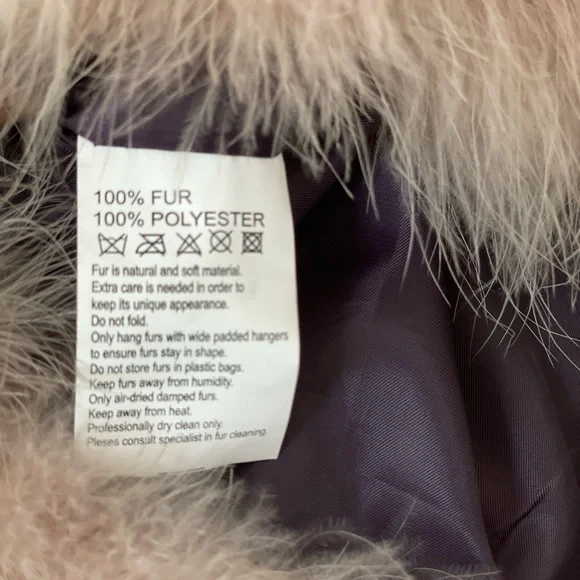 100% FUR
100% POLYESTER
Fur is natural and soft material.
Extra care is needed in order to
keep its unique appearance.
Do not fold.
Only hang furs with wide padded hangers
to ensure furs stay in shape.
Do not store furs in plastic bags.
Keep furs away from humidity.
Only air-dried damped furs.
Keep away from heat.
Professionally dry clean only.
Pleses consult specialist in fur cleaning.